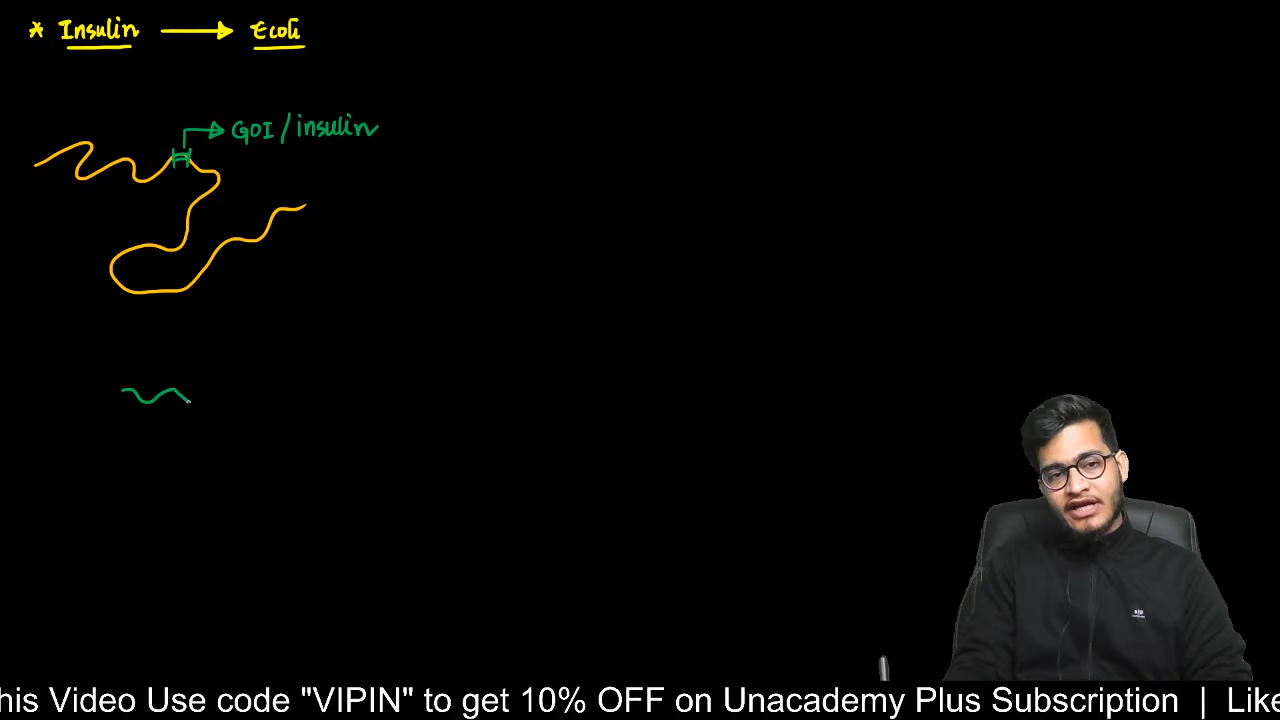 * Insulin → Ecoli
GOI / insulin
his Video Use code "VIPIN" to get 10% OFF on Unacademy Plus Subscription | Like